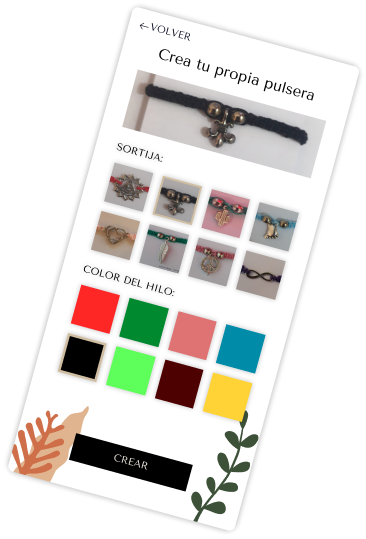 ←VOLVER
Crea tu propia pulsera
SORTIJA:
COLOR DEL HILO:
CREAR